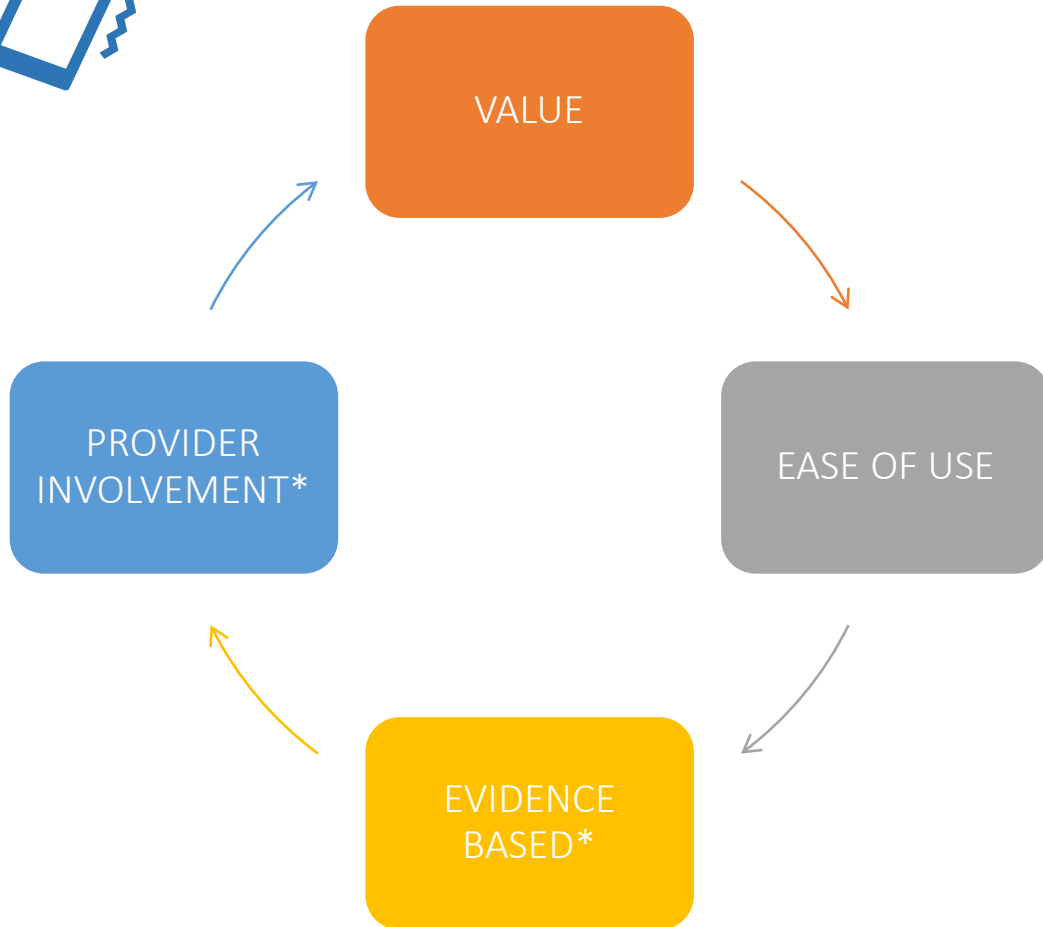 VALUE
EASE OF USE
EVIDENCE
BASED*
PROVIDER
INVOLVEMENT*